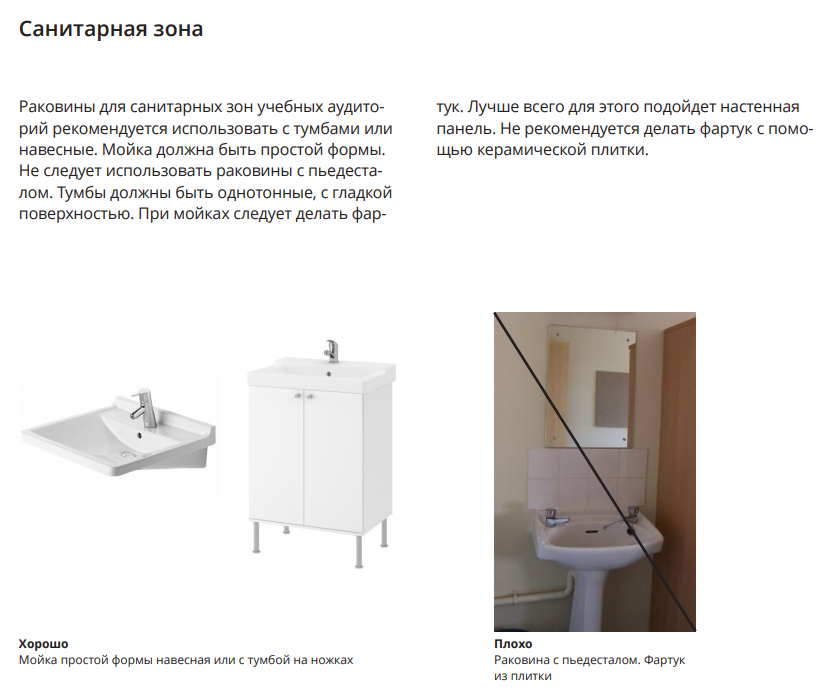 Санитарная зона
Раковины для санитарных зон учебных аудито-
рий рекомендуется использовать с тумбами или
навесные. Мойка должна быть простой формы.
Не следует использовать раковины с пьедеста-
лом. Тумбы должны быть однотонные, с гладкой
поверхностью. При мойках следует делать фар-
тук. Лучше всего для этого подойдет настенная
панель. Не рекомендуется делать фартук с помо-
щью керамической плитки.
Хорошо
Мойка простой формы навесная или с тумбой на ножках
Плохо
Раковина с пьедесталом. Фартук
из плитки